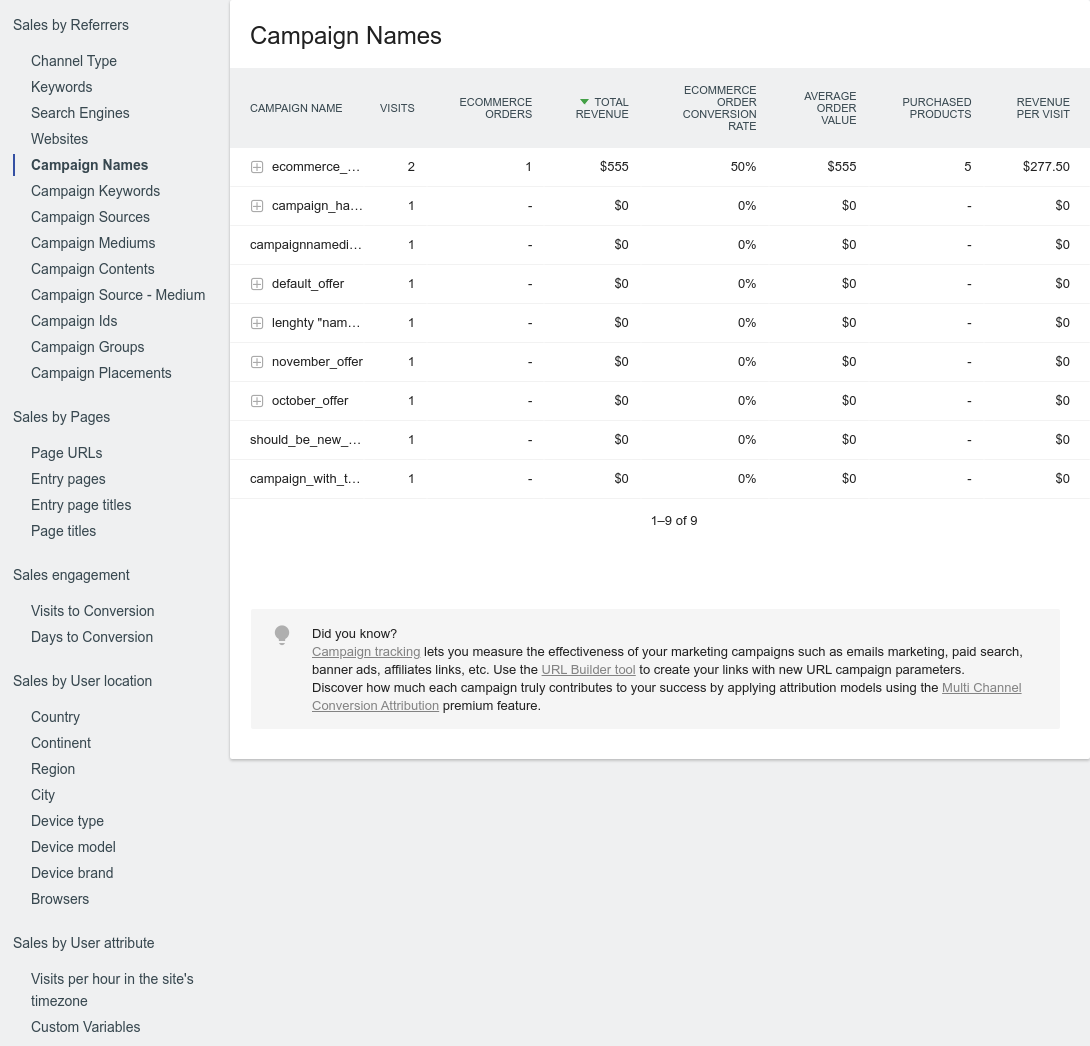 Sales by Referrers
Channel Type
Keywords
Search Engines
Websites
Campaign Names
Campaign Keywords
Campaign Sources
Campaign Mediums
Campaign Contents
Campaign Source - Medium
Campaign Ids
Campaign Groups
Campaign Placements
Sales by Pages
Page URLs
Entry pages
Entry page titles
Page titles
Sales engagement
Visits to Conversion
Days to Conversion
Sales by User location
Country
Continent
Region
City
Device type
Device model
Device brand
Browsers
Sales by User attribute
Visits per hour in the site's
timezone
Custom Variables
Campaign Names
CAMPAIGN NAME VISITS ECOMMERCE ORDERS TOTAL REVENUE ECOMMERCE ORDER CONVERSION RATE AVERAGE ORDER VALUE PURCHASED PRODUCTS REVENUE PER VISIT
ecommerce_... 2 1 $555 50% $555 5 $277.50
campaign_ha... 1 - $0 0% $0 - $0
campaignnamedi... 1 - $0 0% $0 - $0
default_offer 1 - $0 0% $0 - $0
lenghty "nam... 1 - $0 0% $0 - $0
november_offer 1 - $0 0% $0 - $0
october_offer 1 - $0 0% $0 - $0
should_be_new_... 1 - $0 0% $0 - $0
campaign_with_t... 1 - $0 0% $0 - $0
1–9 of 9
Did you know?
Campaign tracking lets you measure the effectiveness of your marketing campaigns such as emails marketing, paid search,
banner ads, affiliates links, etc. Use the URL Builder tool to create your links with new URL campaign parameters.
Discover how much each campaign truly contributes to your success by applying attribution models using the Multi Channel
Conversion Attribution premium feature.